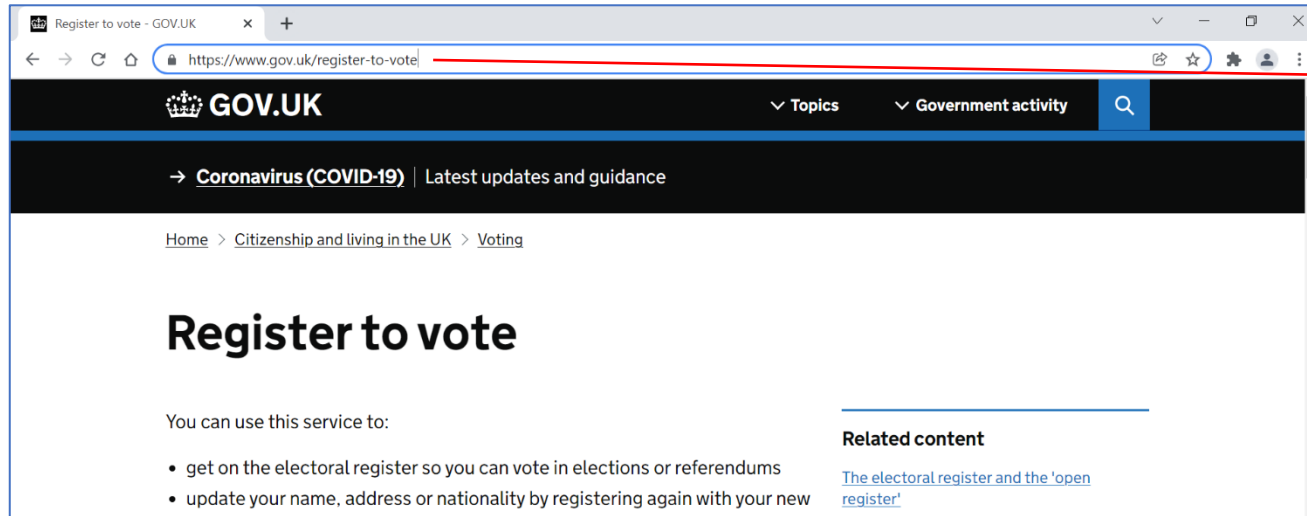 Register to vote - GOV.UK
https://www.gov.uk/register-to-vote
GOV.UK
Topics
Government activity
→ Coronavirus (COVID-19) | Latest updates and guidance
Home > Citizenship and living in the UK > Voting
Register to vote
You can use this service to:
• get on the electoral register so you can vote in elections or referendums
• update your name, address or nationality by registering again with your new
Related content
The electoral register and the 'open
register'